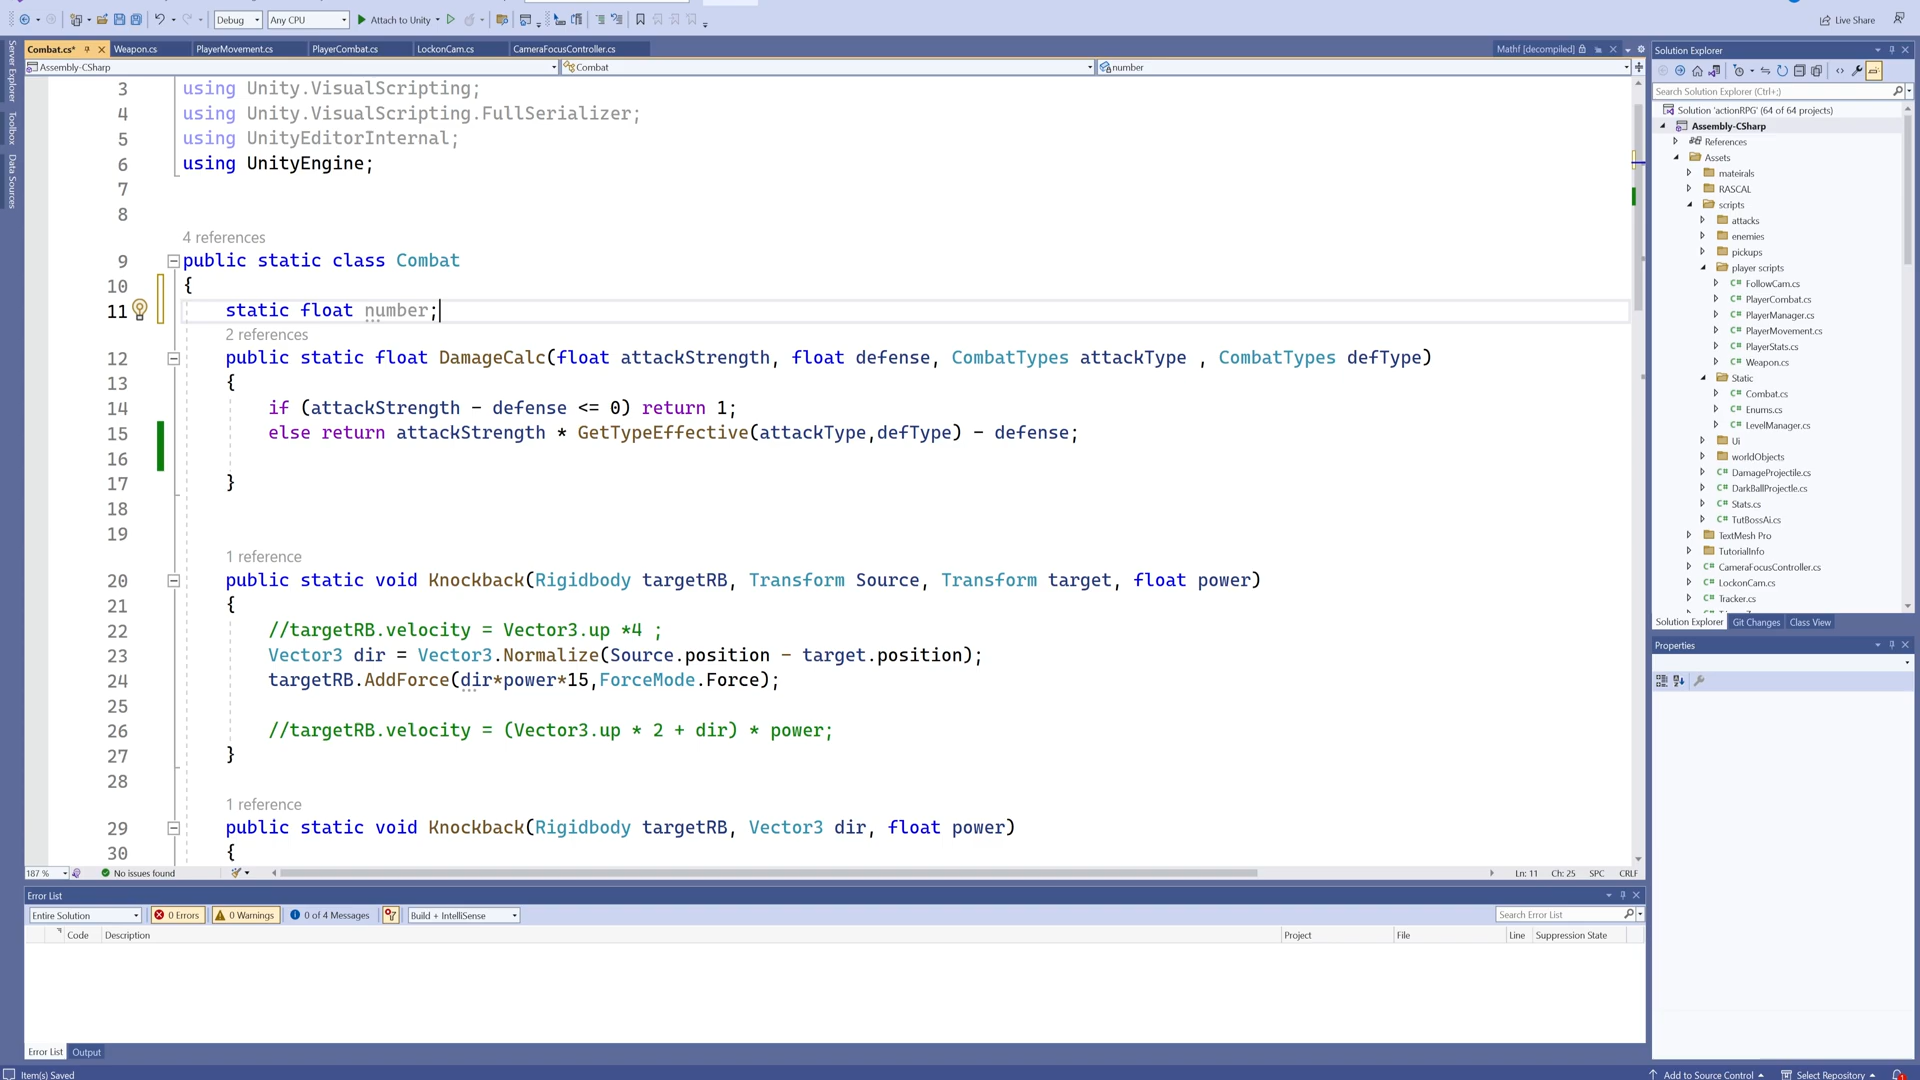 Debug
Any CPU
Attach to Unity
Live Share
Combat.cs*
Weapon.cs
PlayerMovement.cs
PlayerCombat.cs
LockonCam.cs
CameraFocusController.cs
Mathf [decompiled]
Assembly-CSharp
Combat
number
Server Explorer
Toolbox
Data Sources
3 using Unity.VisualScripting;
4 using Unity.VisualScripting.FullSerializer;
5 using UnityEditorInternal;
6 using UnityEngine;
7
8
4 references
9 public static class Combat
10 {
11 static float number;
2 references
12 public static float DamageCalc(float attackStrength, float defense, CombatTypes attackType , CombatTypes defType)
13 {
14 if (attackStrength - defense <= 0) return 1;
15 else return attackStrength * GetTypeEffective(attackType,defType) - defense;
16
17 }
18
19
1 reference
20 public static void Knockback(Rigidbody targetRB, Transform Source, Transform target, float power)
21 {
22 //targetRB.velocity = Vector3.up *4 ;
23 Vector3 dir = Vector3.Normalize(Source.position - target.position);
24 targetRB.AddForce(dir*power*15,ForceMode.Force);
25
26 //targetRB.velocity = (Vector3.up * 2 + dir) * power;
27 }
28
1 reference
29 public static void Knockback(Rigidbody targetRB, Vector3 dir, float power)
30 {
187 %
No issues found
Ln: 11
Ch: 25
SPC
CRLF
Error List
Entire Solution
0 Errors
0 Warnings
0 of 4 Messages
Build + IntelliSense
Search Error List
Code
Description
Project
File
Line
Suppression State
Error List
Output
Item(s) Saved
Solution Explorer
Search Solution Explorer (Ctrl+;)
Solution 'actionRPG' (64 of 64 projects)
Assembly-CSharp
References
Assets
mateirals
RASCAL
scripts
attacks
enemies
pickups
player scripts
C# FollowCam.cs
C# PlayerCombat.cs
C# PlayerManager.cs
C# PlayerMovement.cs
C# PlayerStats.cs
C# Weapon.cs
Static
C# Combat.cs
C# Enums.cs
C# LevelManager.cs
Ui
worldObjects
C# DamageProjectile.cs
C# DarkBallProjectle.cs
C# Stats.cs
C# TutBossAi.cs
TextMesh Pro
TutorialInfo
C# CameraFocusController.cs
C# LockonCam.cs
C# Tracker.cs
Solution Explorer
Git Changes
Class View
Properties
Add to Source Control
Select Repository